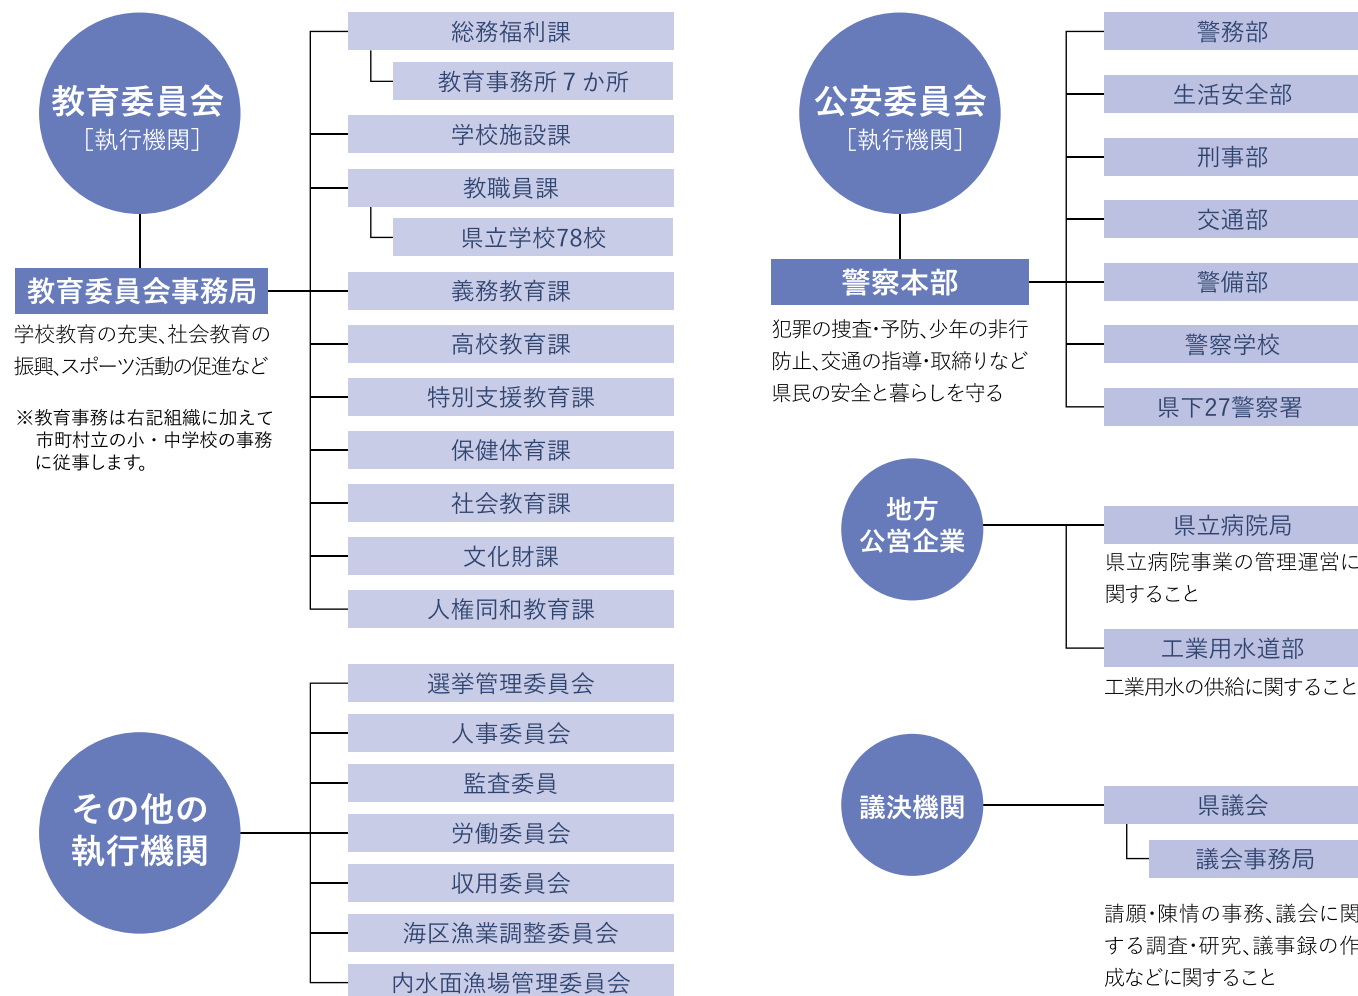 教育委員会
［執行機関］
教育委員会事務局
学校教育の充実、社会教育の
振興、スポーツ活動の促進など
※教育事務は右記組織に加えて
市町村立の小・中学校の事務
に従事します。
総務福利課
教育事務所７か所
学校施設課
教職員課
県立学校78校
義務教育課
高校教育課
特別支援教育課
保健体育課
社会教育課
文化財課
人権同和教育課
その他の
執行機関
選挙管理委員会
人事委員会
監査委員
労働委員会
収用委員会
海区漁業調整委員会
内水面漁場管理委員会
公安委員会
［執行機関］
警察本部
犯罪の捜査・予防、少年の非行
防止、交通の指導・取締りなど
県民の安全と暮らしを守る
警務部
生活安全部
刑事部
交通部
警備部
警察学校
県下27警察署
地方
公営企業
県立病院局
県立病院事業の管理運営に
関すること
工業用水道部
工業用水の供給に関すること
議決機関
県議会
議会事務局
請願・陳情の事務、議会に関
する調査・研究、議事録の作
成などに関すること